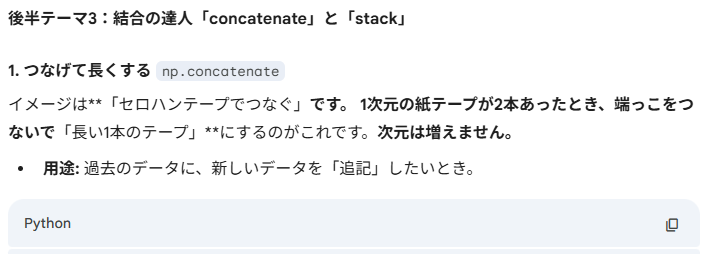 後半テーマ3：結合の達人「concatenate」と「stack」
1. つなげて長くする np.concatenate
イメージは**「セロハンテープでつなぐ」です。 1次元の紙テープが2本あったとき、端っこをつ
ないで「長い1本のテープ」**にするのがこれです。次元は増えません。
• 用途: 過去のデータに、新しいデータを「追記」したいとき。
Python